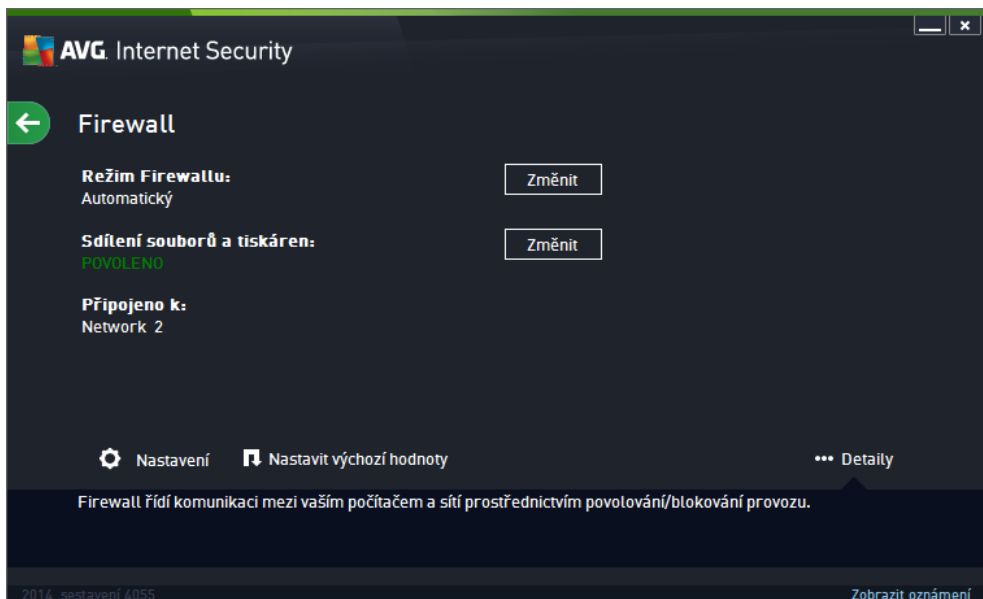 AVG. Internet Security
Firewall
Režim Firewallu:
Změnit
Automatický
Sdílení souborů a tiskáren:
Změnit
POVOLENO
Připojeno k:
Network 2
Nastavení
Nastavit výchozí hodnoty
Detaily
Firewall řídí komunikaci mezi vaším počítačem a sítí prostřednictvím povolování/blokování provozu.
2014 sestavení 4055
Zobrazit oznámení